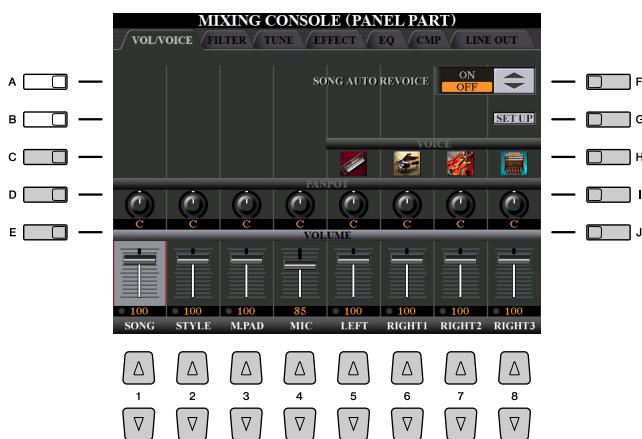 MIXING CONSOLE (PANEL PART)
VOL/VOICE FILTER TUNE EFFECT EQ CMP LINE OUT
SONG AUTO REVOICE ON
OFF
SET UP
VOICE
PANPOT
C C C C C C C C
VOLUME
100 100 100 85 100 100 100 100
SONG STYLE M.PAD MIC LEFT RIGHT1 RIGHT2 RIGHT3
A
B
C
D
E
F
G
H
I
J
1 2 3 4 5 6 7 8